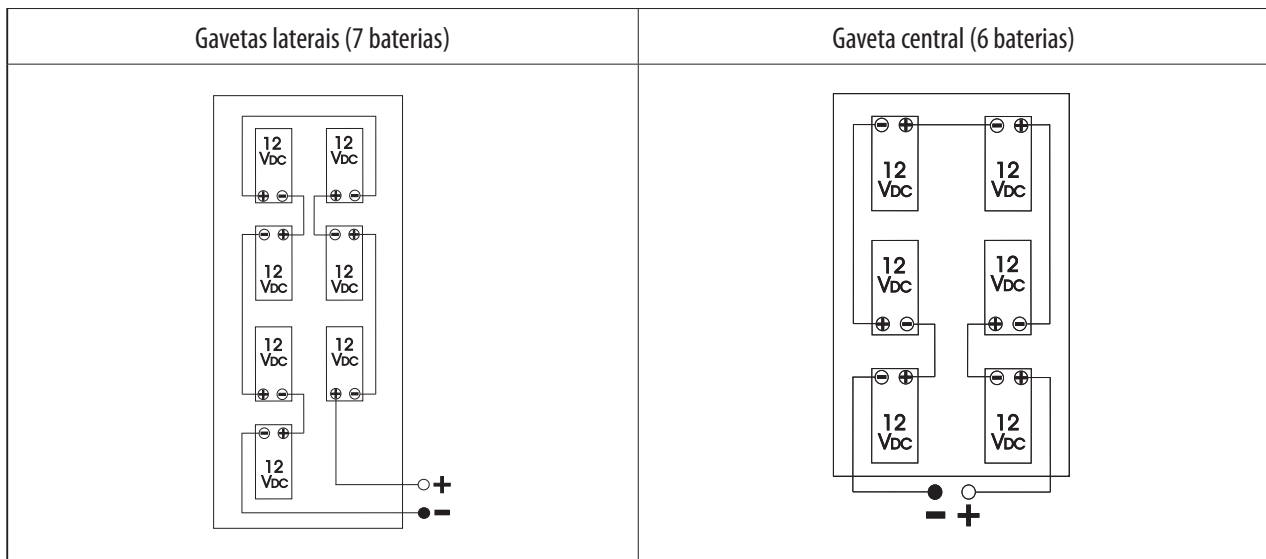 Gavetas laterais (7 baterias)
Gaveta central (6 baterias)
12
VDC
12
VDC
+ −
+ −
− +
− +
12
VDC
12
VDC
12
VDC
12
VDC
+ −
+ −
− +
12
VDC
+
−
− +
− +
12
VDC
12
VDC
12
VDC
12
VDC
+ −
+ −
− +
− +
12
VDC
12
VDC
− +